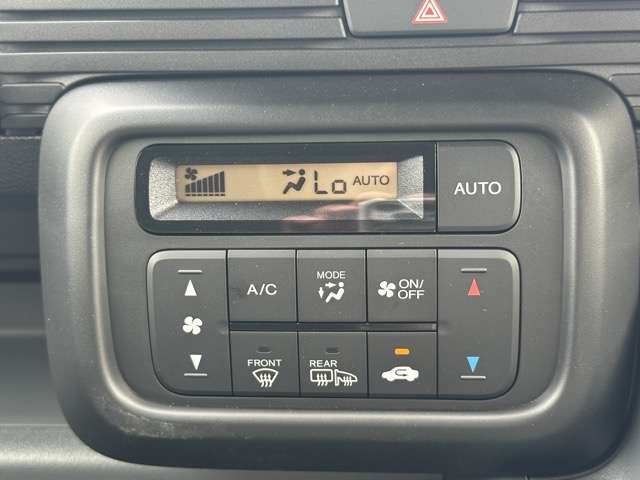 Lo AUTO
AUTO
A/C
MODE
ON/
OFF
FRONT
REAR